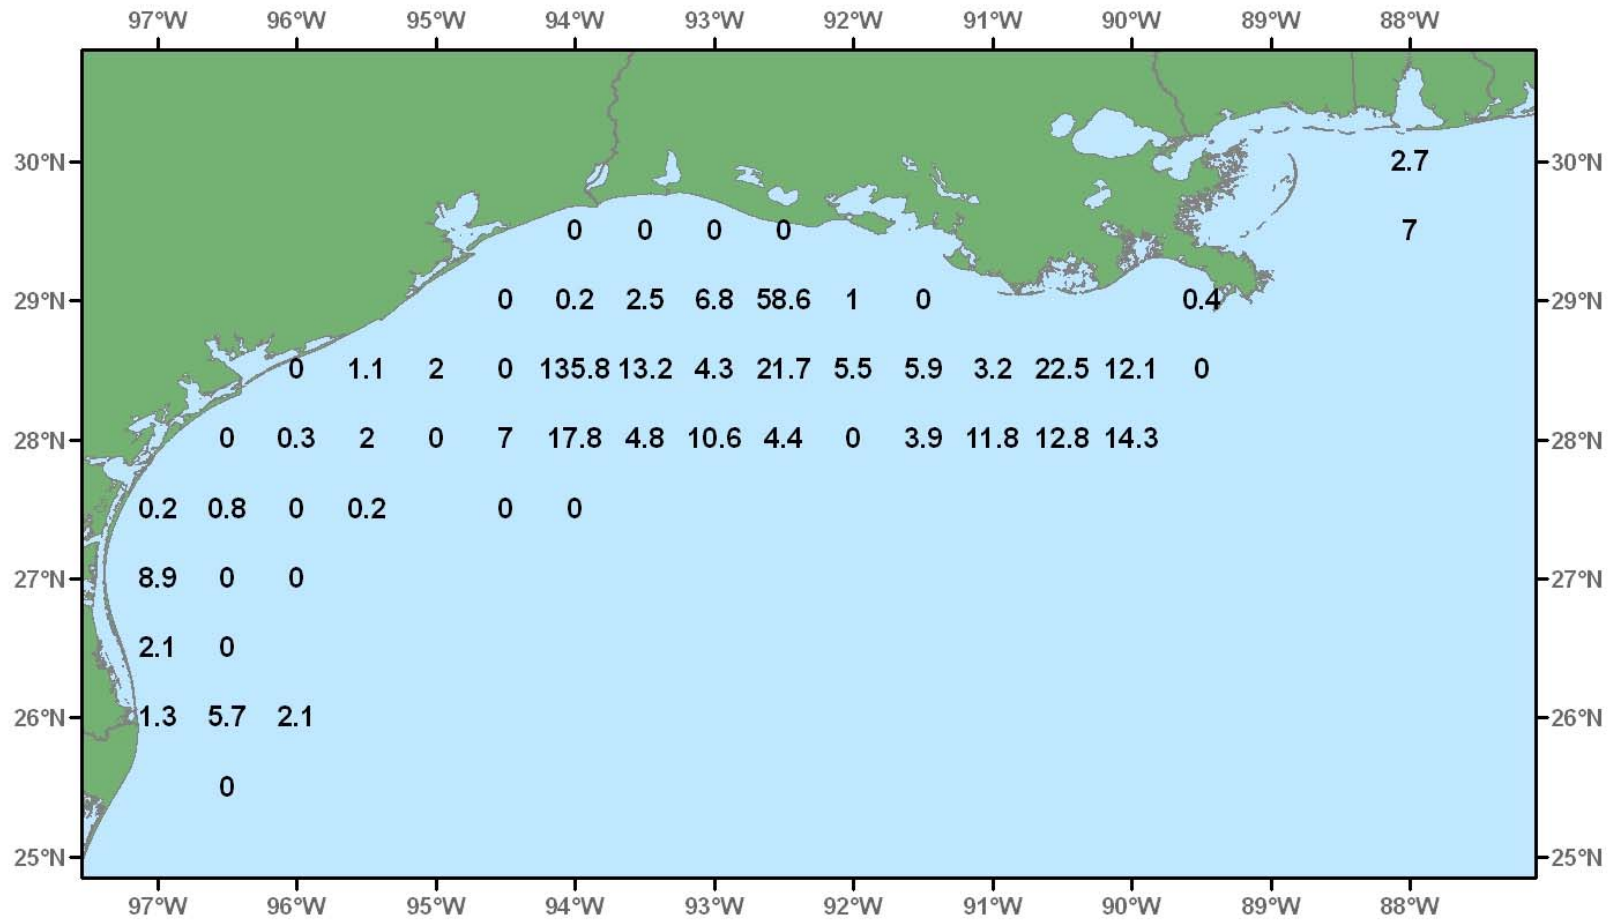 97°W 96°W 95°W 94°W 93°W 92°W 91°W 90°W 89°W 88°W
30°N 2.7 30°N
0 0 0 0 7
29°N 0 0.2 2.5 6.8 58.6 1 0 0.4 29°N
0 1.1 2 0 135.8 13.2 4.3 21.7 5.5 5.9 3.2 22.5 12.1 0
28°N 0 0.3 2 0 7 17.8 4.8 10.6 4.4 0 3.9 11.8 12.8 14.3 28°N
0.2 0.8 0 0.2 0 0
27°N 8.9 0 0 27°N
2.1 0
26°N 1.3 5.7 2.1 26°N
0
25°N 25°N
97°W 96°W 95°W 94°W 93°W 92°W 91°W 90°W 89°W 88°W